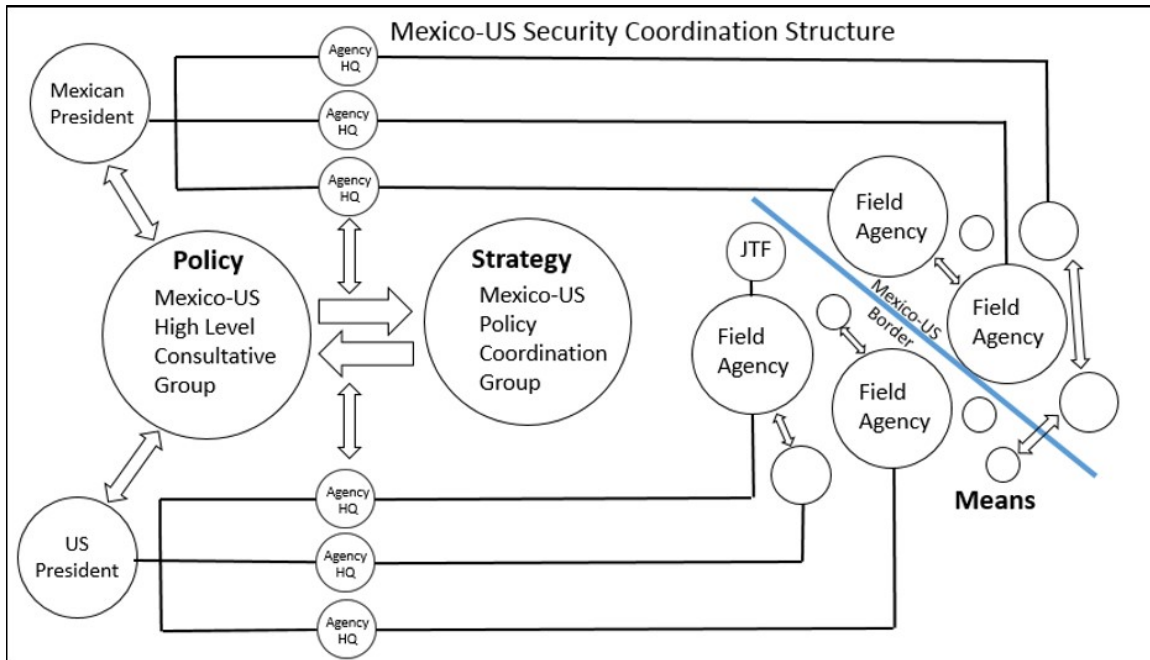 Mexico-US Security Coordination Structure
Agency
HQ
Mexican
President
Agency
HQ
Agency
HQ
Policy
Mexico-US
High Level
Consultative
Group
Strategy
Mexico-US
Policy
Coordination
Group
Field
Agency
JTF
Mexico-US
Border
Field
Agency
Field
Agency
Field
Agency
Means
Agency
HQ
US
President
Agency
HQ
Agency
HQ